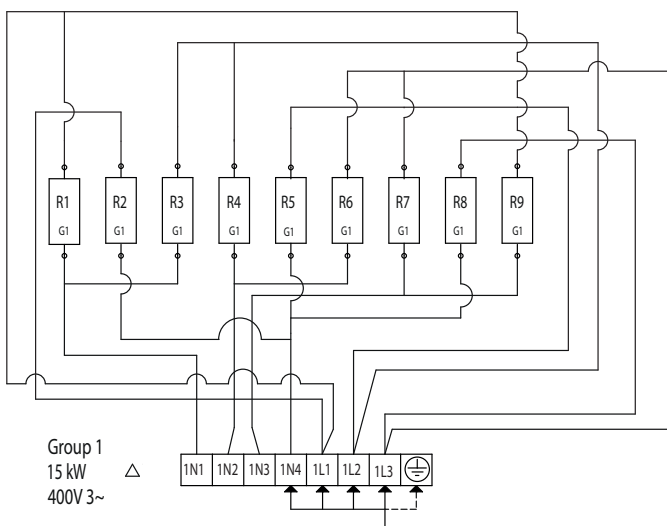 R1 R2 R3 R4 R5 R6 R7 R8 R9
G1 G1 G1 G1 G1 G1 G1 G1 G1
Group 1
15 kW
400V 3~
1N1 1N2 1N3 1N4 1L1 1L2 1L3